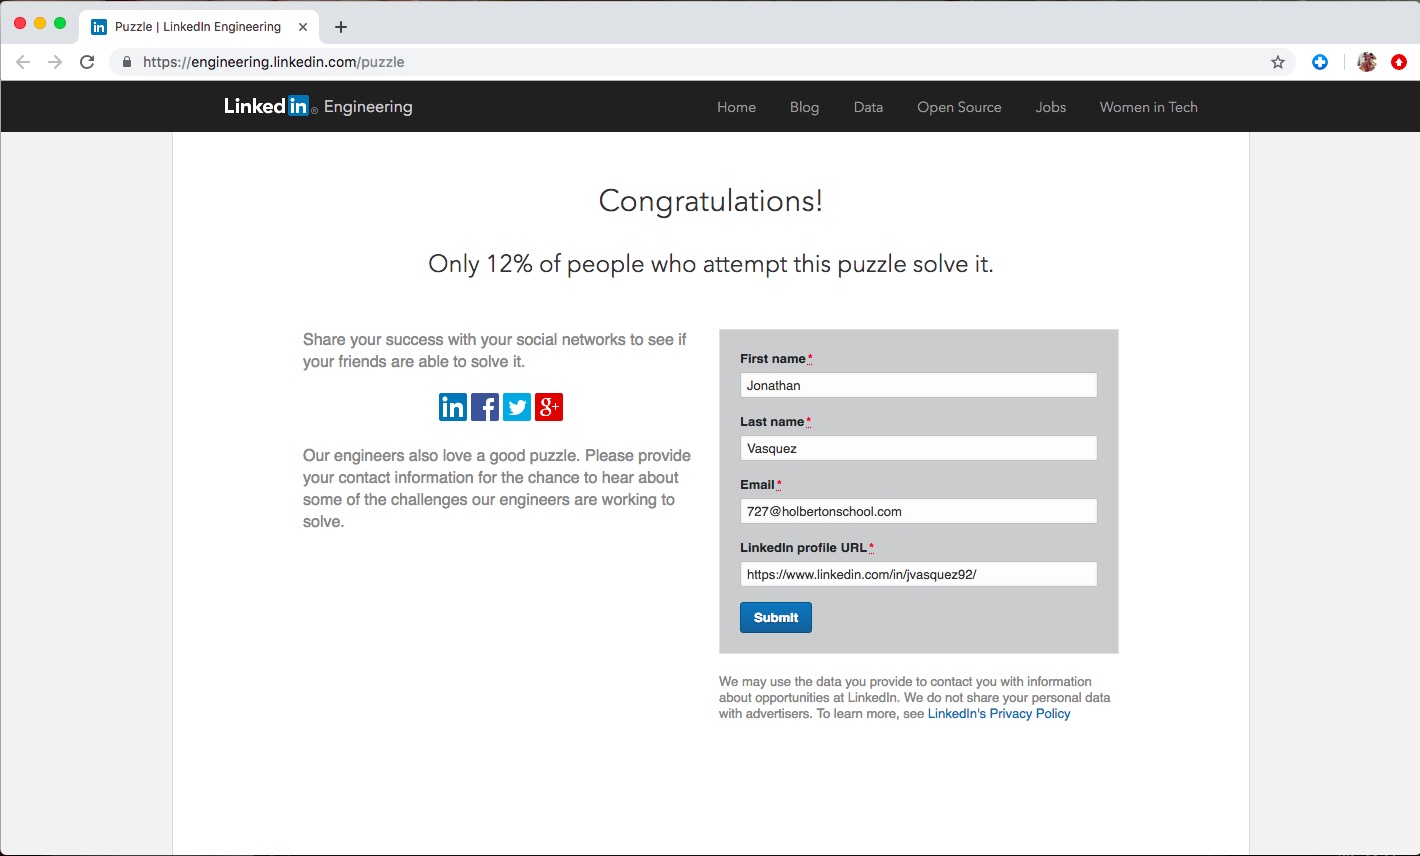 Puzzle | LinkedIn Engineering
https://engineering.linkedin.com/puzzle
Linked in® Engineering
Home Blog Data Open Source Jobs Women in Tech
Congratulations!
Only 12% of people who attempt this puzzle solve it.
Share your success with your social networks to see if
your friends are able to solve it.
in f g+
Our engineers also love a good puzzle. Please provide
your contact information for the chance to hear about
some of the challenges our engineers are working to
solve.
First name*
Jonathan
Last name*
Vasquez
Email*
727@holbertonschool.com
LinkedIn profile URL*
https://www.linkedin.com/in/jvasquez92/
Submit
We may use the data you provide to contact you with information
about opportunities at LinkedIn. We do not share your personal data
with advertisers. To learn more, see LinkedIn's Privacy Policy